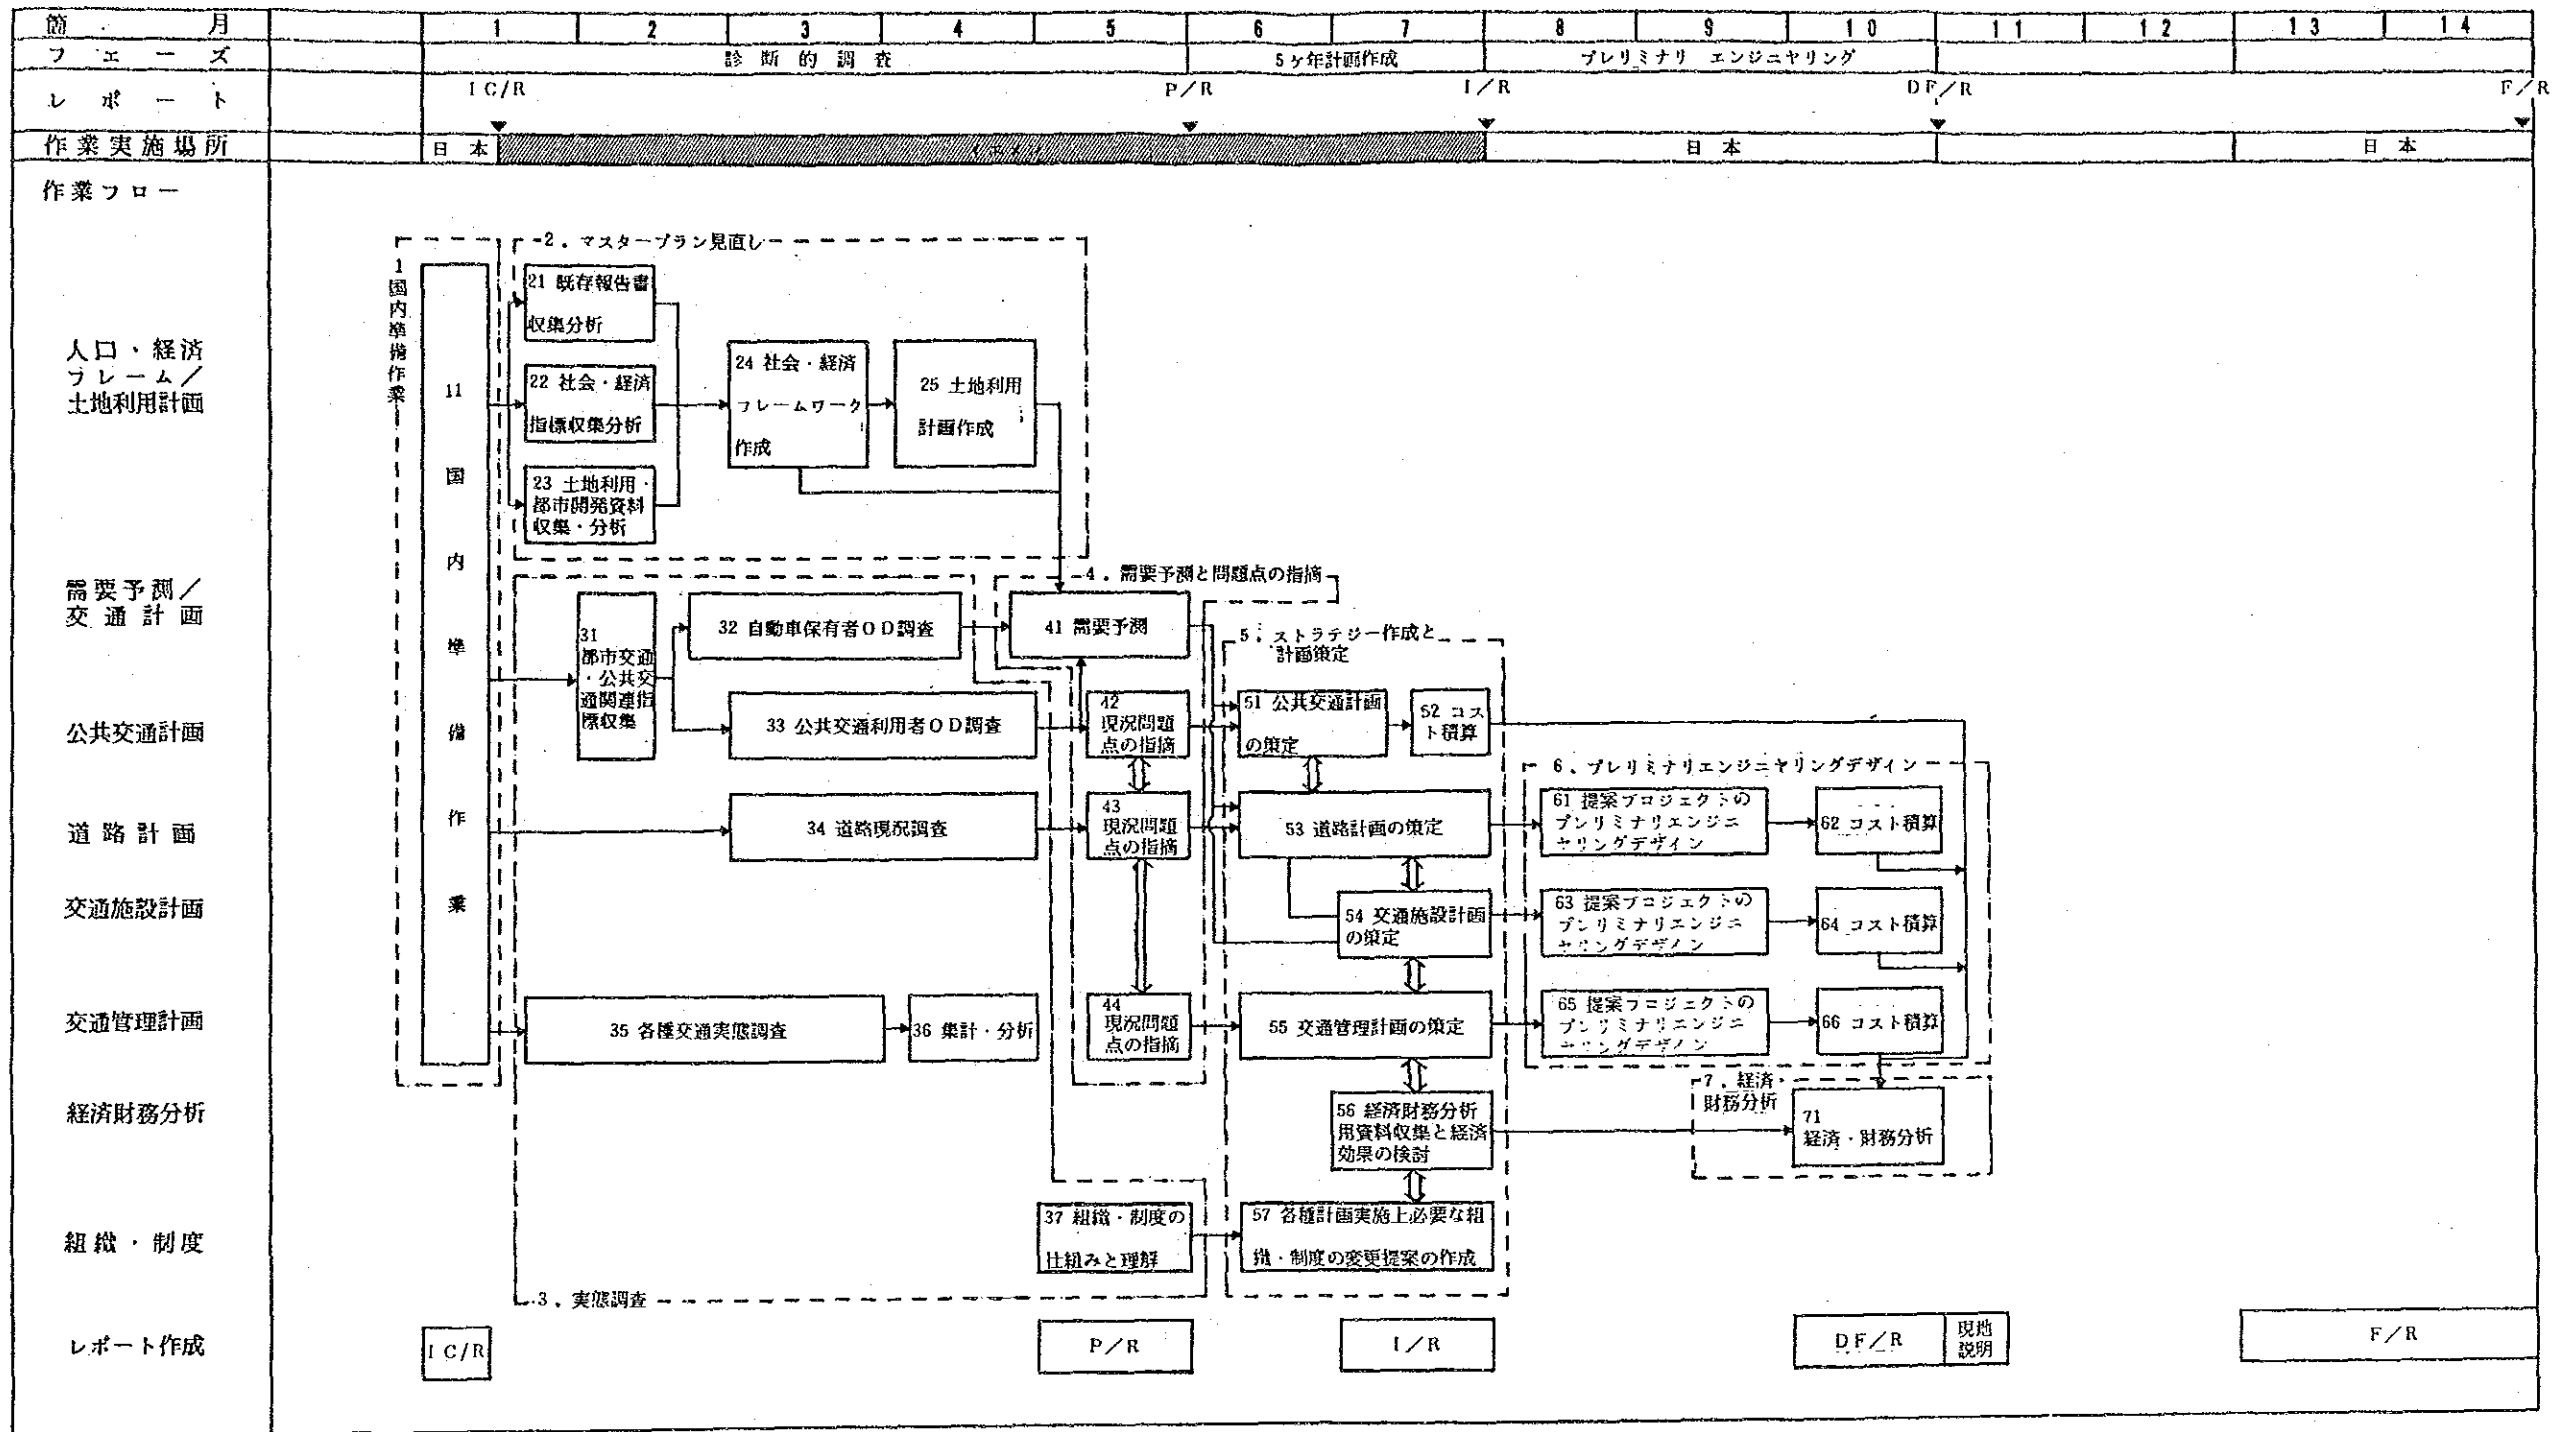 箇月 1 2 3 4 5 6 7 8 9 10 11 12 13 14
フェーズ 診断的調査 5ヶ年計画作成 プレリミナリ エンジニヤリング
レポート IC/R P/R I/R DF/R F/R
作業実施場所 日本 イエメン 日本 日本
作業フロー
1 国内準備作業
11 国内準備作業
2. マスタープラン見直し
人口・経済
フレーム/
土地利用計画
21 既存報告書
収集分析
22 社会・経済
指標収集分析
23 土地利用・
都市開発資料
収集・分析
24 社会・経済
フレームワーク
作成
25 土地利用
計画作成
需要予測/
交通計画
31
都市交通
・公共交
通関連指
標収集
32 自動車保有者OD調査
4. 需要予測と問題点の指摘
41 需要予測
5. ストラテジー作成と
計画策定
公共交通計画
33 公共交通利用者OD調査
42
現況問題
点の指摘
51 公共交通計画
の策定
52 コス
ト積算
6. プレリミナリエンジニヤリングデザイン
道路計画
34 道路現況調査
43
現況問題
点の指摘
53 道路計画の策定
61 提案プロジェクトの
プレリミナリエンジニ
ヤリングデザイン
62 コスト積算
交通施設計画
54 交通施設計画
の策定
63 提案プロジェクトの
プレリミナリエンジニ
ヤリングデザイン
64 コスト積算
交通管理計画
35 各種交通実態調査
36 集計・分析
44
現況問題
点の指摘
55 交通管理計画の策定
65 提案プロジェクトの
プレリミナリエンジニ
ヤリングデザイン
66 コスト積算
経済財務分析
56 経済財務分析
用資料収集と経済
効果の検討
7. 経済・
財務分析
71
経済・財務分析
組織・制度
37 組織・制度の
仕組みと理解
57 各種計画実施上必要な組
織・制度の変更提案の作成
3. 実態調査
レポート作成
IC/R
P/R
I/R
DF/R
現地
説明
F/R